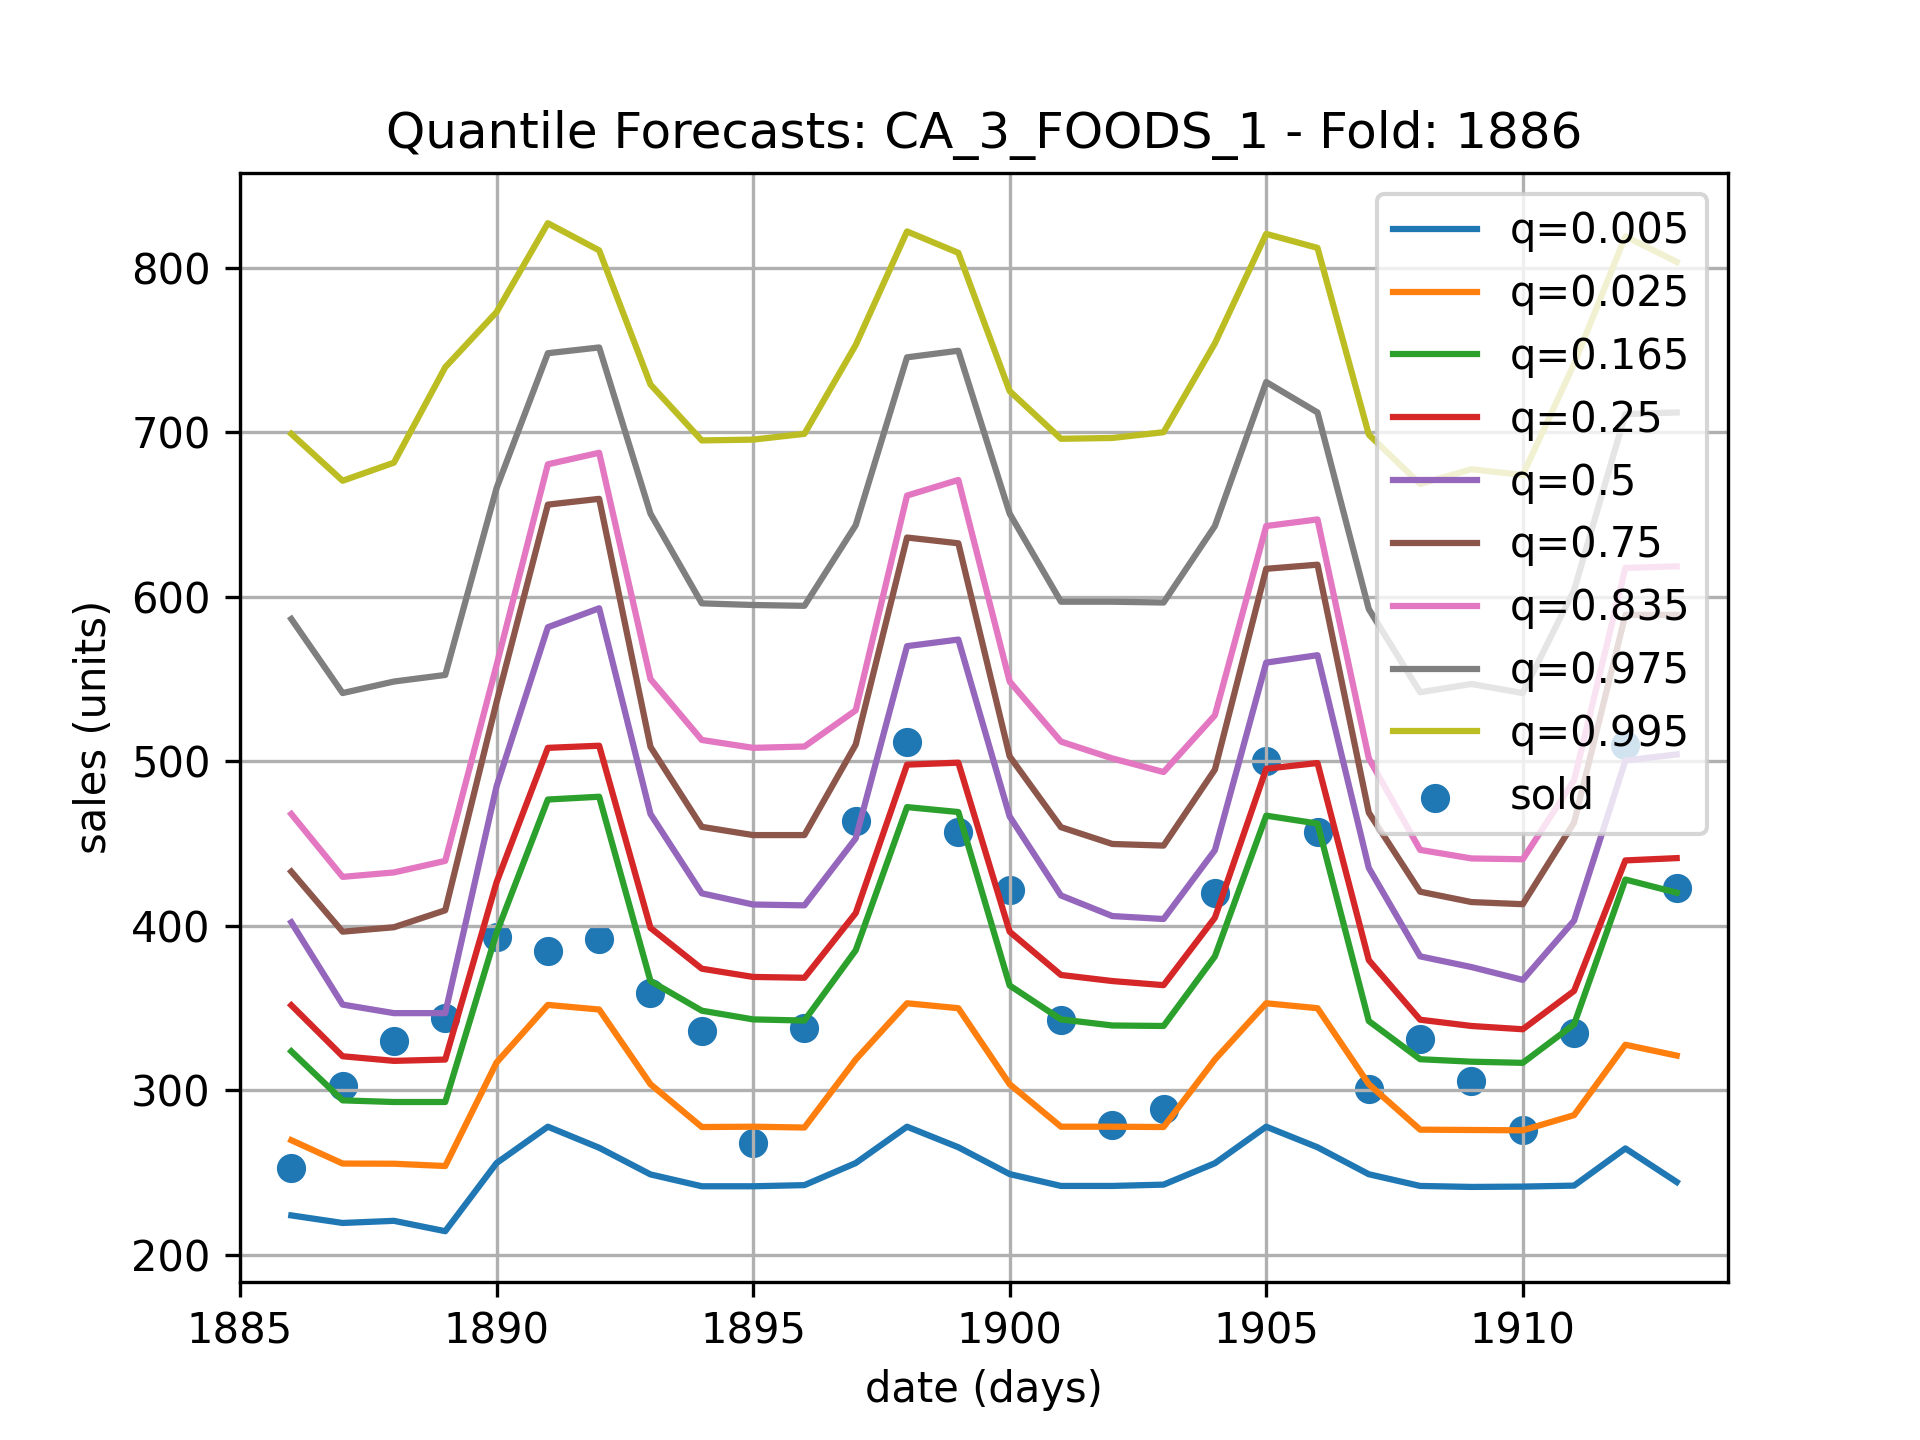 Quantile Forecasts: CA_3_FOODS_1 - Fold: 1886
q=0.005
q=0.025
q=0.165
q=0.25
q=0.5
q=0.75
q=0.835
q=0.975
q=0.995
sold
800
700
600
500
400
300
200
sales (units)
1885 1890 1895 1900 1905 1910
date (days)